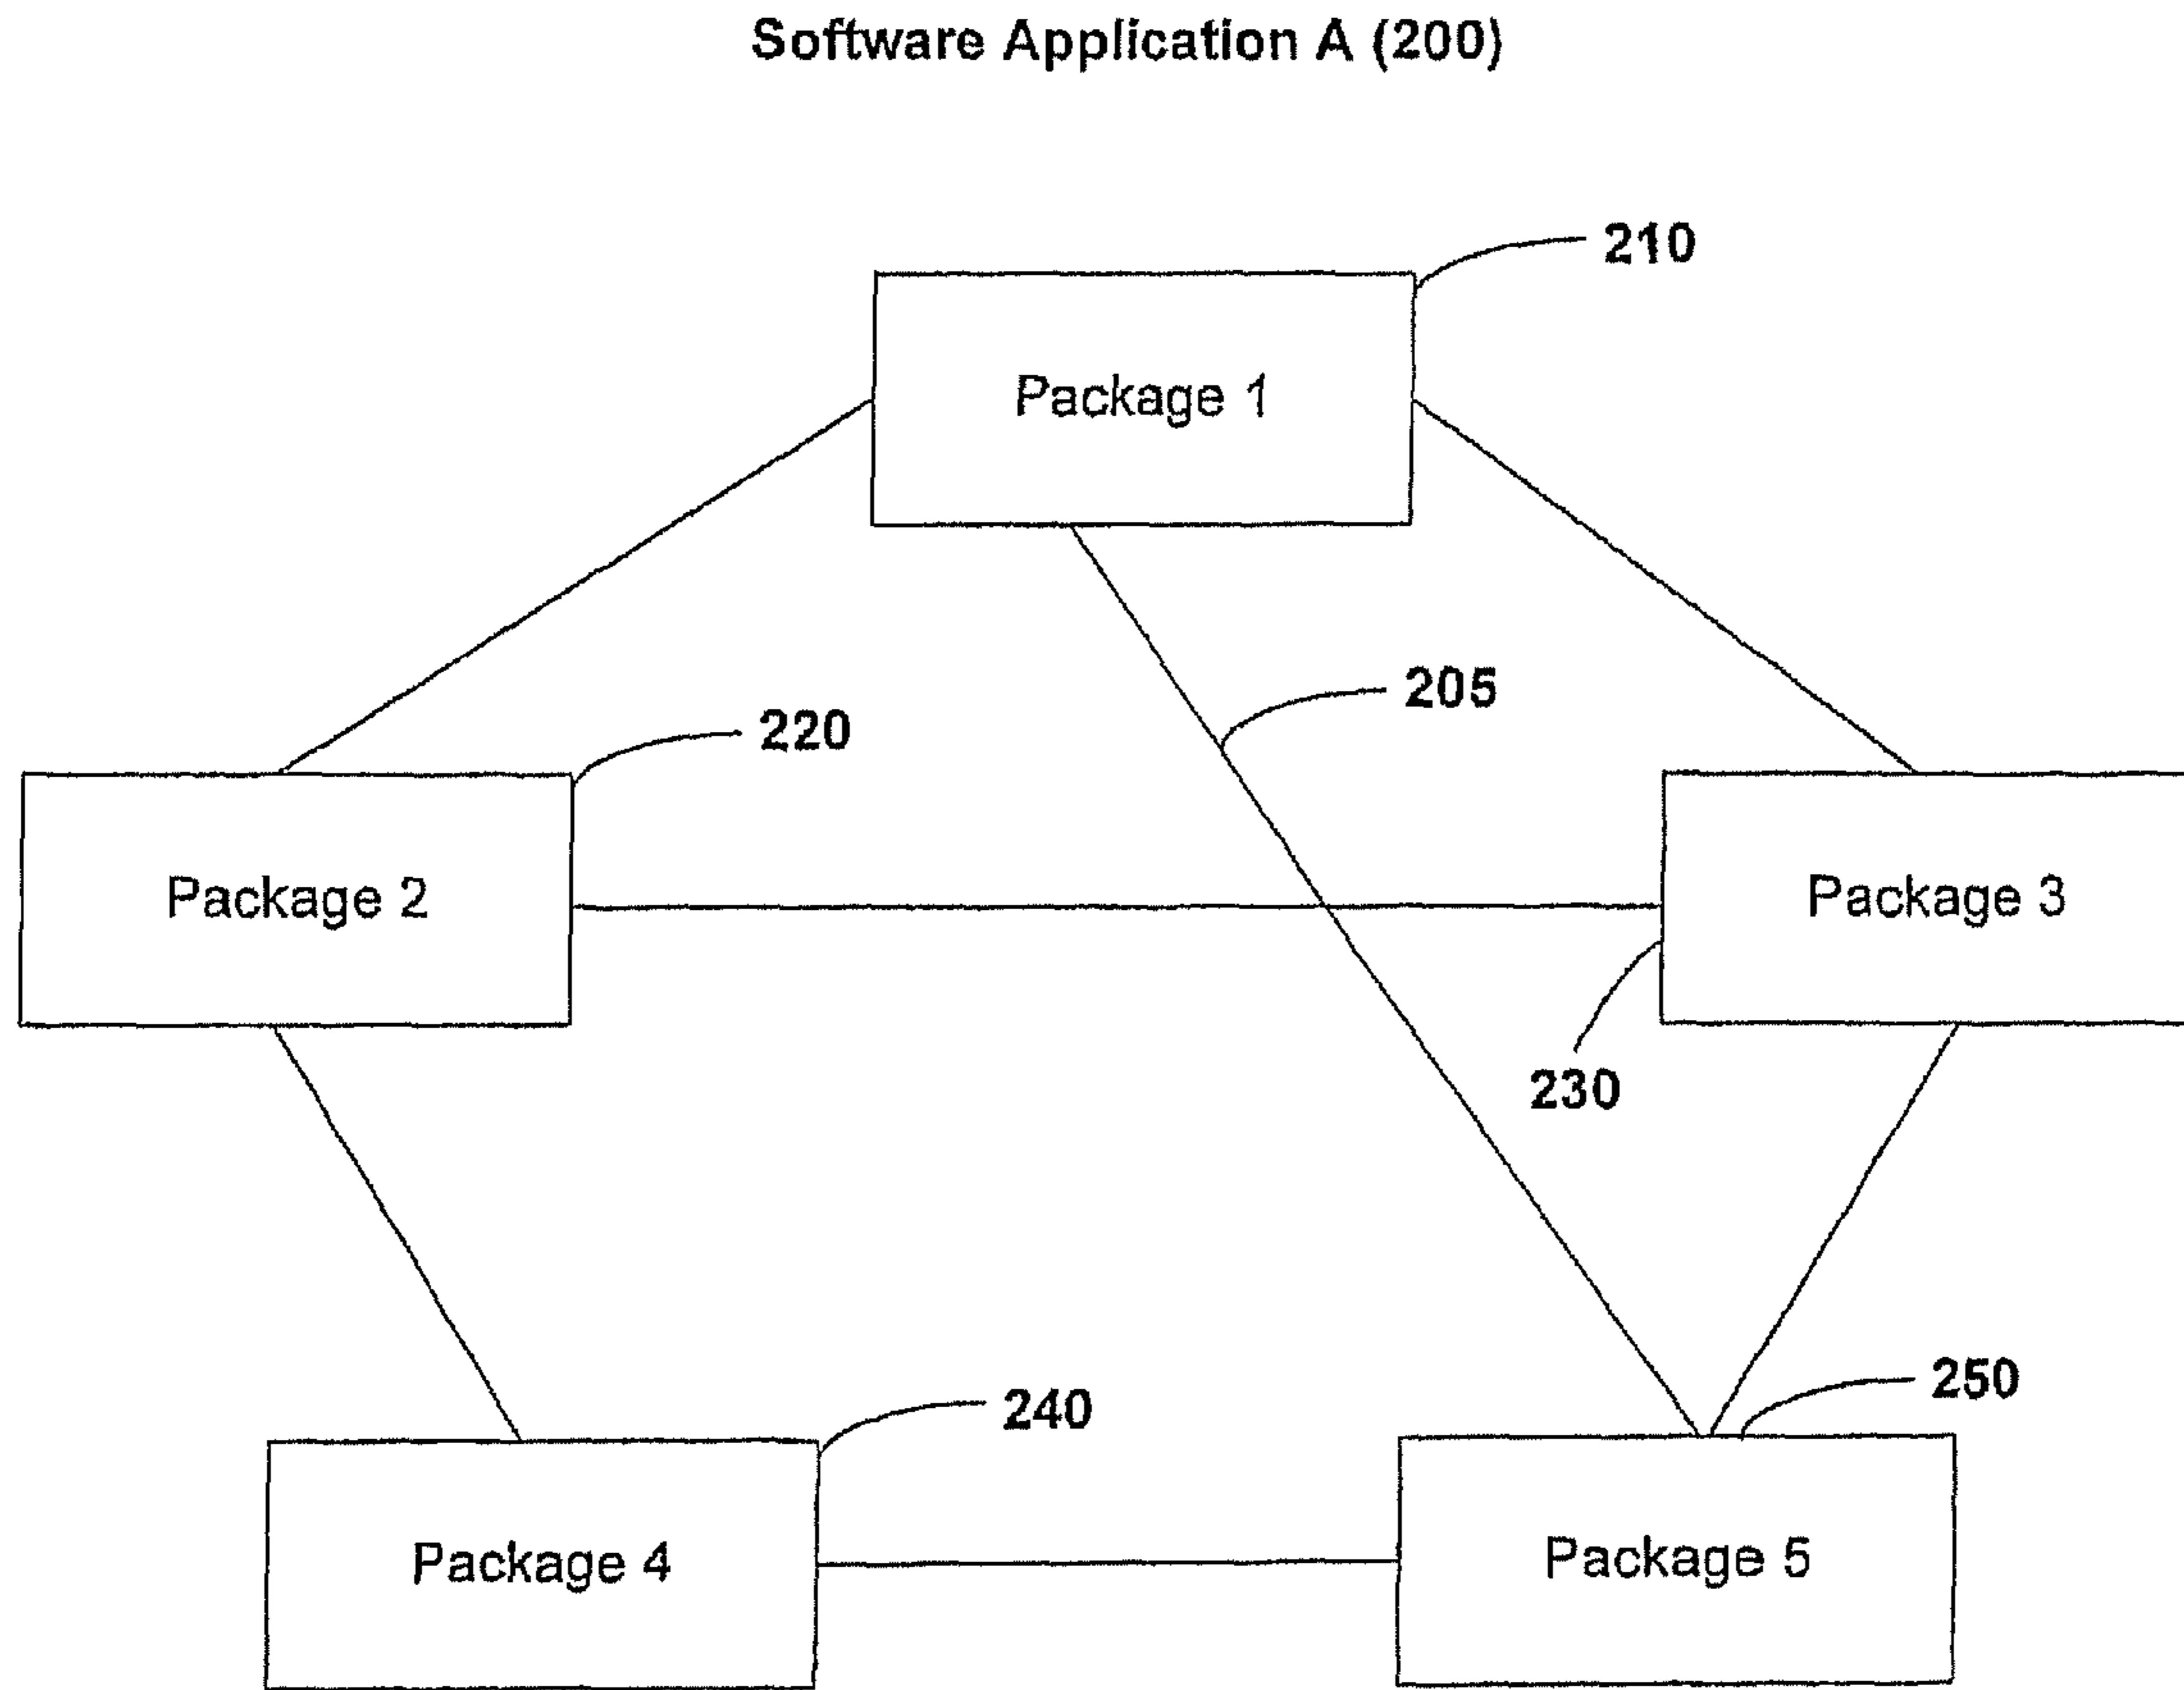 Software Application A (200)
210
Package 1
205
220
Package 2
Package 3
230
250
240
Package 4
Package 5